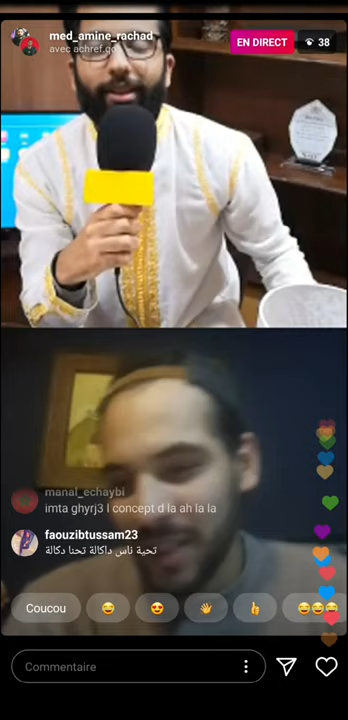 med_amine_rachad
EN DIRECT
38
avec achref.go
manal_echaybi
imta ghyrj3 l concept d la ah la la
faouzibtussam23
تحية ناس داكالة تحنا دكالة
Coucou
Commentaire